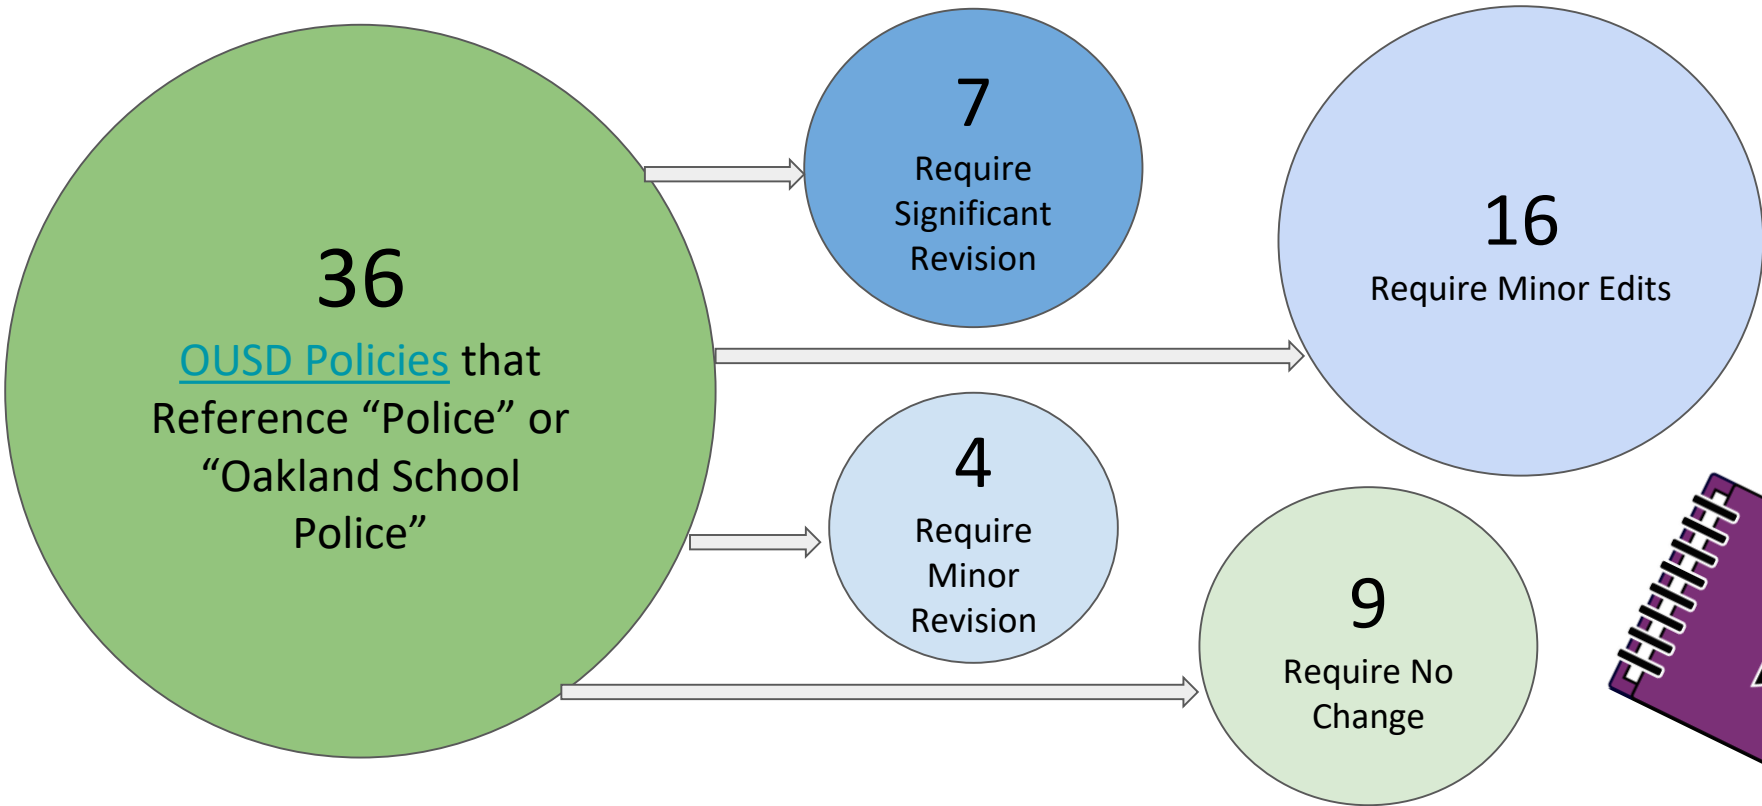 36
OUSD Policies that
Reference “Police” or
“Oakland School
Police”
7
Require
Significant
Revision
16
Require Minor Edits
4
Require
Minor
Revision
9
Require No
Change